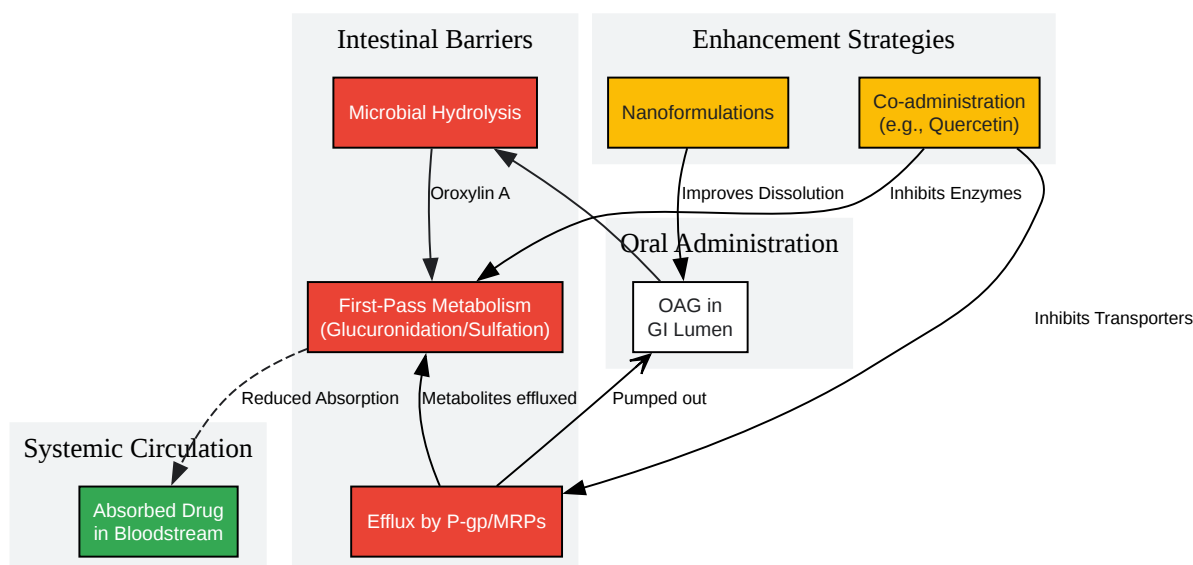 Intestinal Barriers
Enhancement Strategies
Microbial Hydrolysis
Nanoformulations
Co-administration
(e.g., Quercetin)
Oroxylin A
Improves Dissolution
Inhibits Enzymes
Oral Administration
First-Pass Metabolism
(Glucuronidation/Sulfation)
OAG in
GI Lumen
Inhibits Transporters
Reduced Absorption
Metabolites effluxed
Pumped out
Systemic Circulation
Absorbed Drug
in Bloodstream
Efflux by P-gp/MRPs